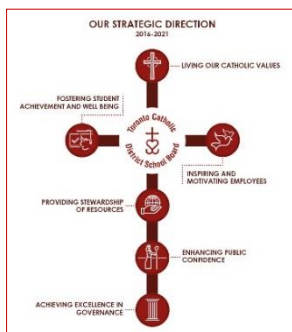 OUR STRATEGIC DIRECTION
2016-2021
LIVING OUR CATHOLIC VALUES
FOSTERING STUDENT
ACHIEVEMENT AND WELL BEING
Toronto Catholic
District School Board
INSPIRING AND
MOTIVATING EMPLOYEES
PROVIDING STEWARDSHIP
OF RESOURCES
ENHANCING PUBLIC
CONFIDENCE
ACHIEVING EXCELLENCE IN
GOVERNANCE